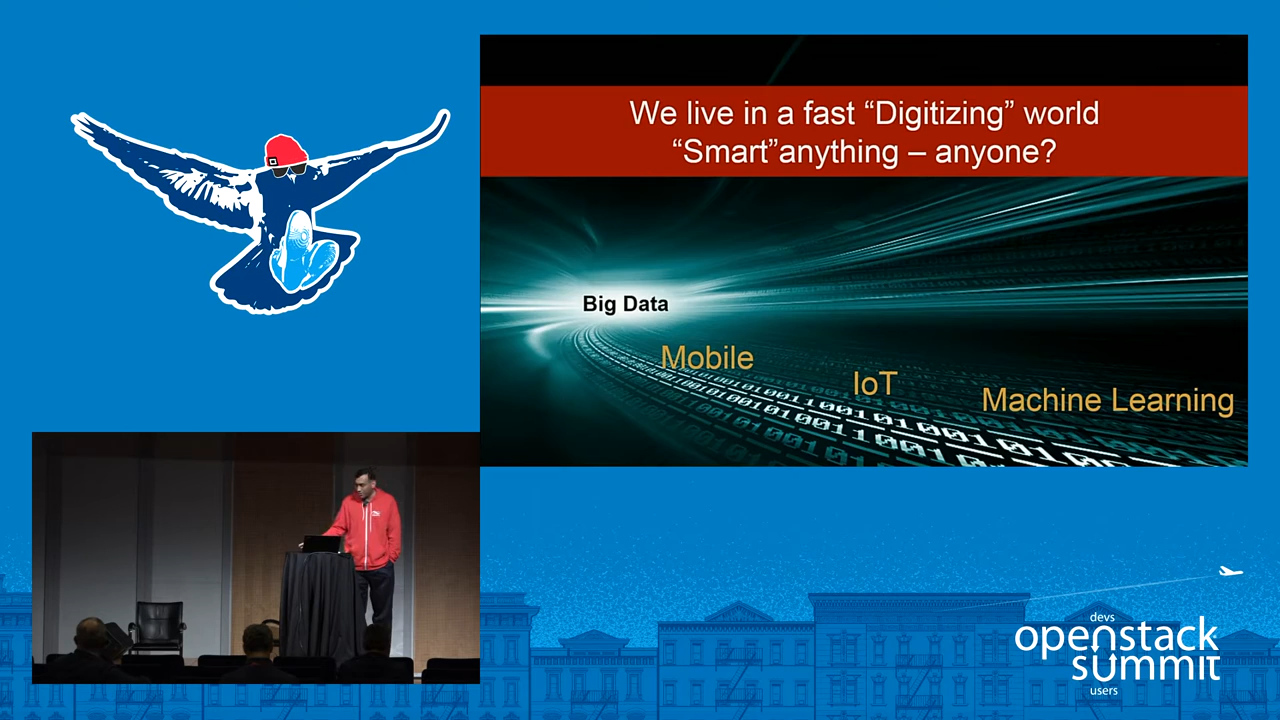 We live in a fast “Digitizing” world
“Smart”anything – anyone?
Big Data
Mobile
IoT
Machine Learning
devs
openstack
summit
users